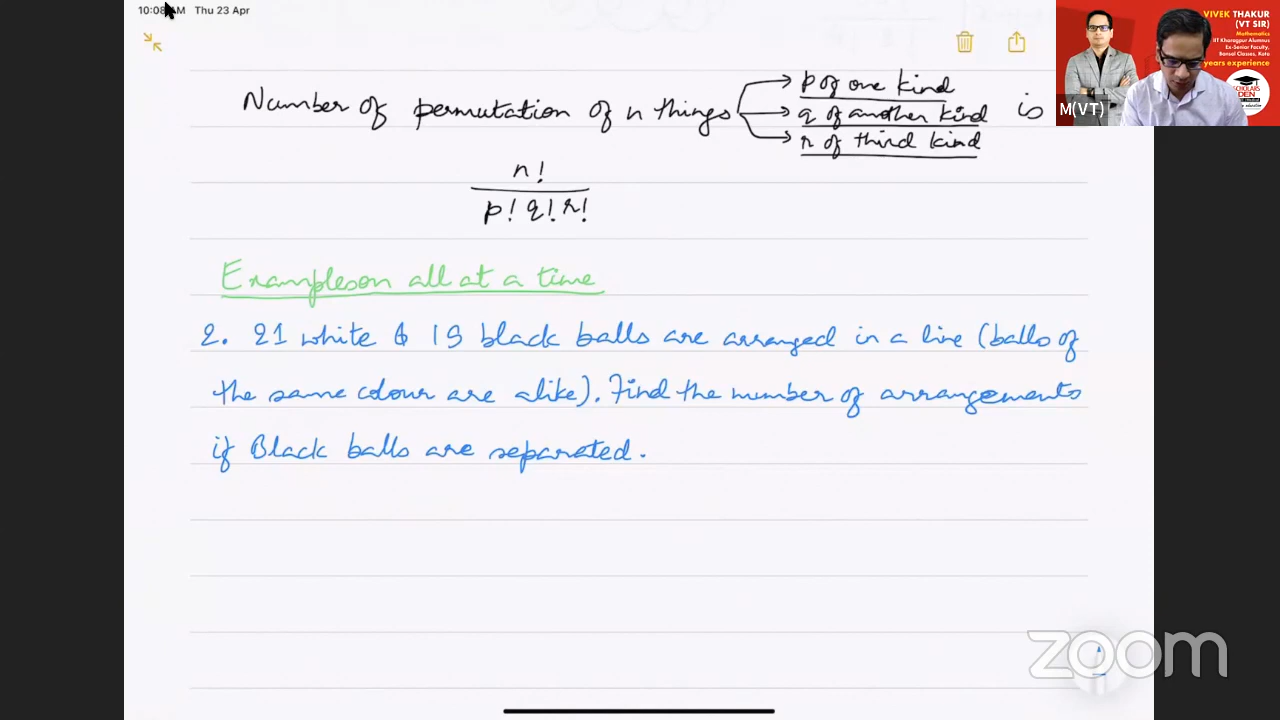 10:08 AM Thu 23 Apr
VIVEK THAKUR
(VT SIR)
Mathematics
IIT Kharagpur Alumnus
Ex-Senior Faculty,
Bansal Classes, Kota
years experience
SCHOLARS
DEN
M(VT)
Number of permutation of n things
p of one kind
q of another kind
r of third kind
is
n!
p! q! r!
Exampleson all at a time
2. 21 white & 19 black balls are arranged in a line (balls of
the same colour are alike). Find the number of arrangements
if Black balls are separated.
zoom